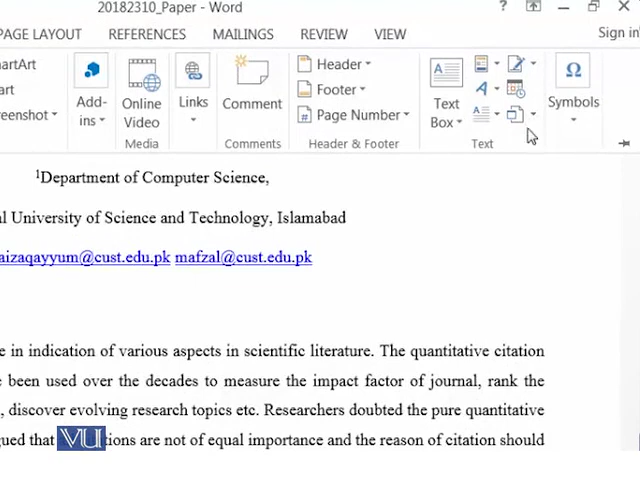 20182310_Paper - Word
?
PAGE LAYOUT REFERENCES MAILINGS REVIEW VIEW Sign in
martArt
art
reenshot
Add-
ins
Online
Video
Media
Links
Comment
Comments
Header
Footer
Page Number
Header & Footer
Text
Box
A
Text
Ω
Symbols
¹Department of Computer Science,
al University of Science and Technology, Islamabad
aizaqayyum@cust.edu.pk mafzal@cust.edu.pk
e in indication of various aspects in scientific literature. The quantitative citation
e been used over the decades to measure the impact factor of journal, rank the
, discover evolving research topics etc. Researchers doubted the pure quantitative
gued that tions are not of equal importance and the reason of citation should
VU